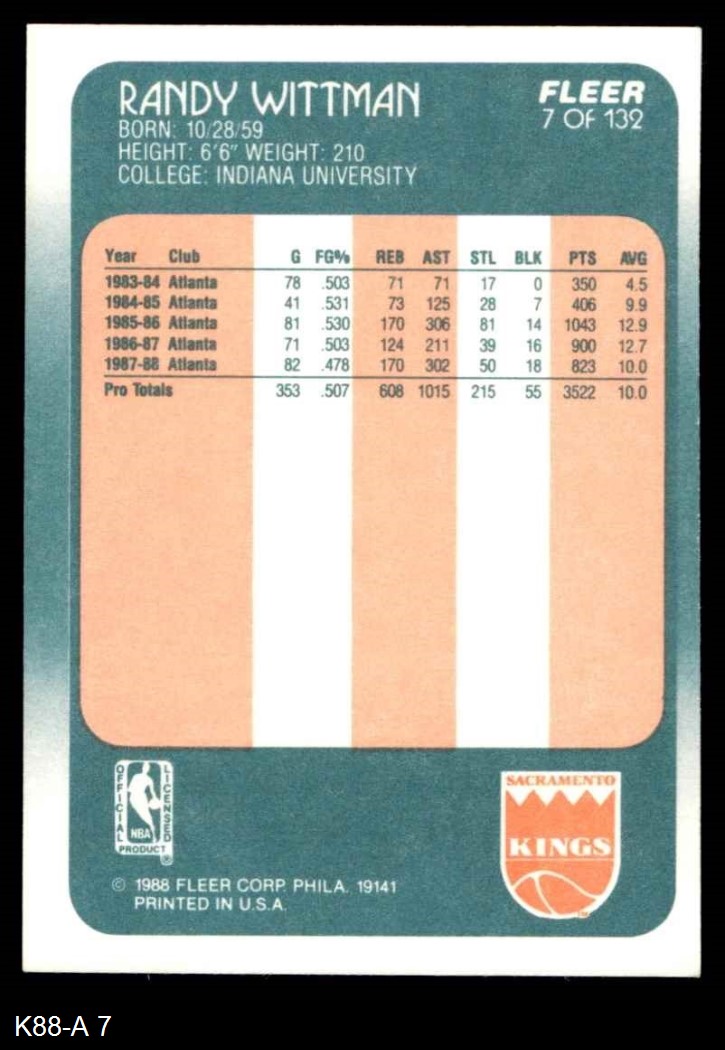 RANDY WITTMAN
FLEER
7 OF 132
BORN: 10/28/59
HEIGHT: 6'6" WEIGHT: 210
COLLEGE: INDIANA UNIVERSITY
Year Club G FG% REB AST STL BLK PTS AVG
1983-84 Atlanta 78 .503 71 71 17 0 350 4.5
1984-85 Atlanta 41 .531 73 125 28 7 406 9.9
1985-86 Atlanta 81 .530 170 306 81 14 1043 12.9
1986-87 Atlanta 71 .503 124 211 39 16 900 12.7
1987-88 Atlanta 82 .478 170 302 50 18 823 10.0
Pro Totals 353 .507 608 1015 215 55 3522 10.0
OFFICIAL LICENSED
NBA
PRODUCT ®
SACRAMENTO
KINGS
© 1988 FLEER CORP. PHILA. 19141
PRINTED IN U.S.A.
K88-A 7